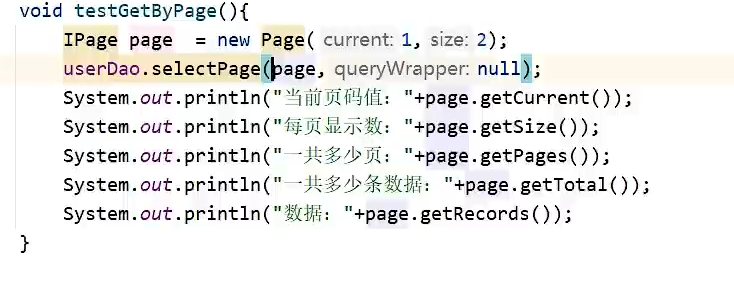 void testGetByPage(){
    IPage page  = new Page( current: 1, size: 2);
    userDao.selectPage(page, queryWrapper: null);
    System.out.println("当前页码值："+page.getCurrent());
    System.out.println("每页显示数："+page.getSize());
    System.out.println("一共多少页："+page.getPages());
    System.out.println("一共多少条数据："+page.getTotal());
    System.out.println("数据："+page.getRecords());
}